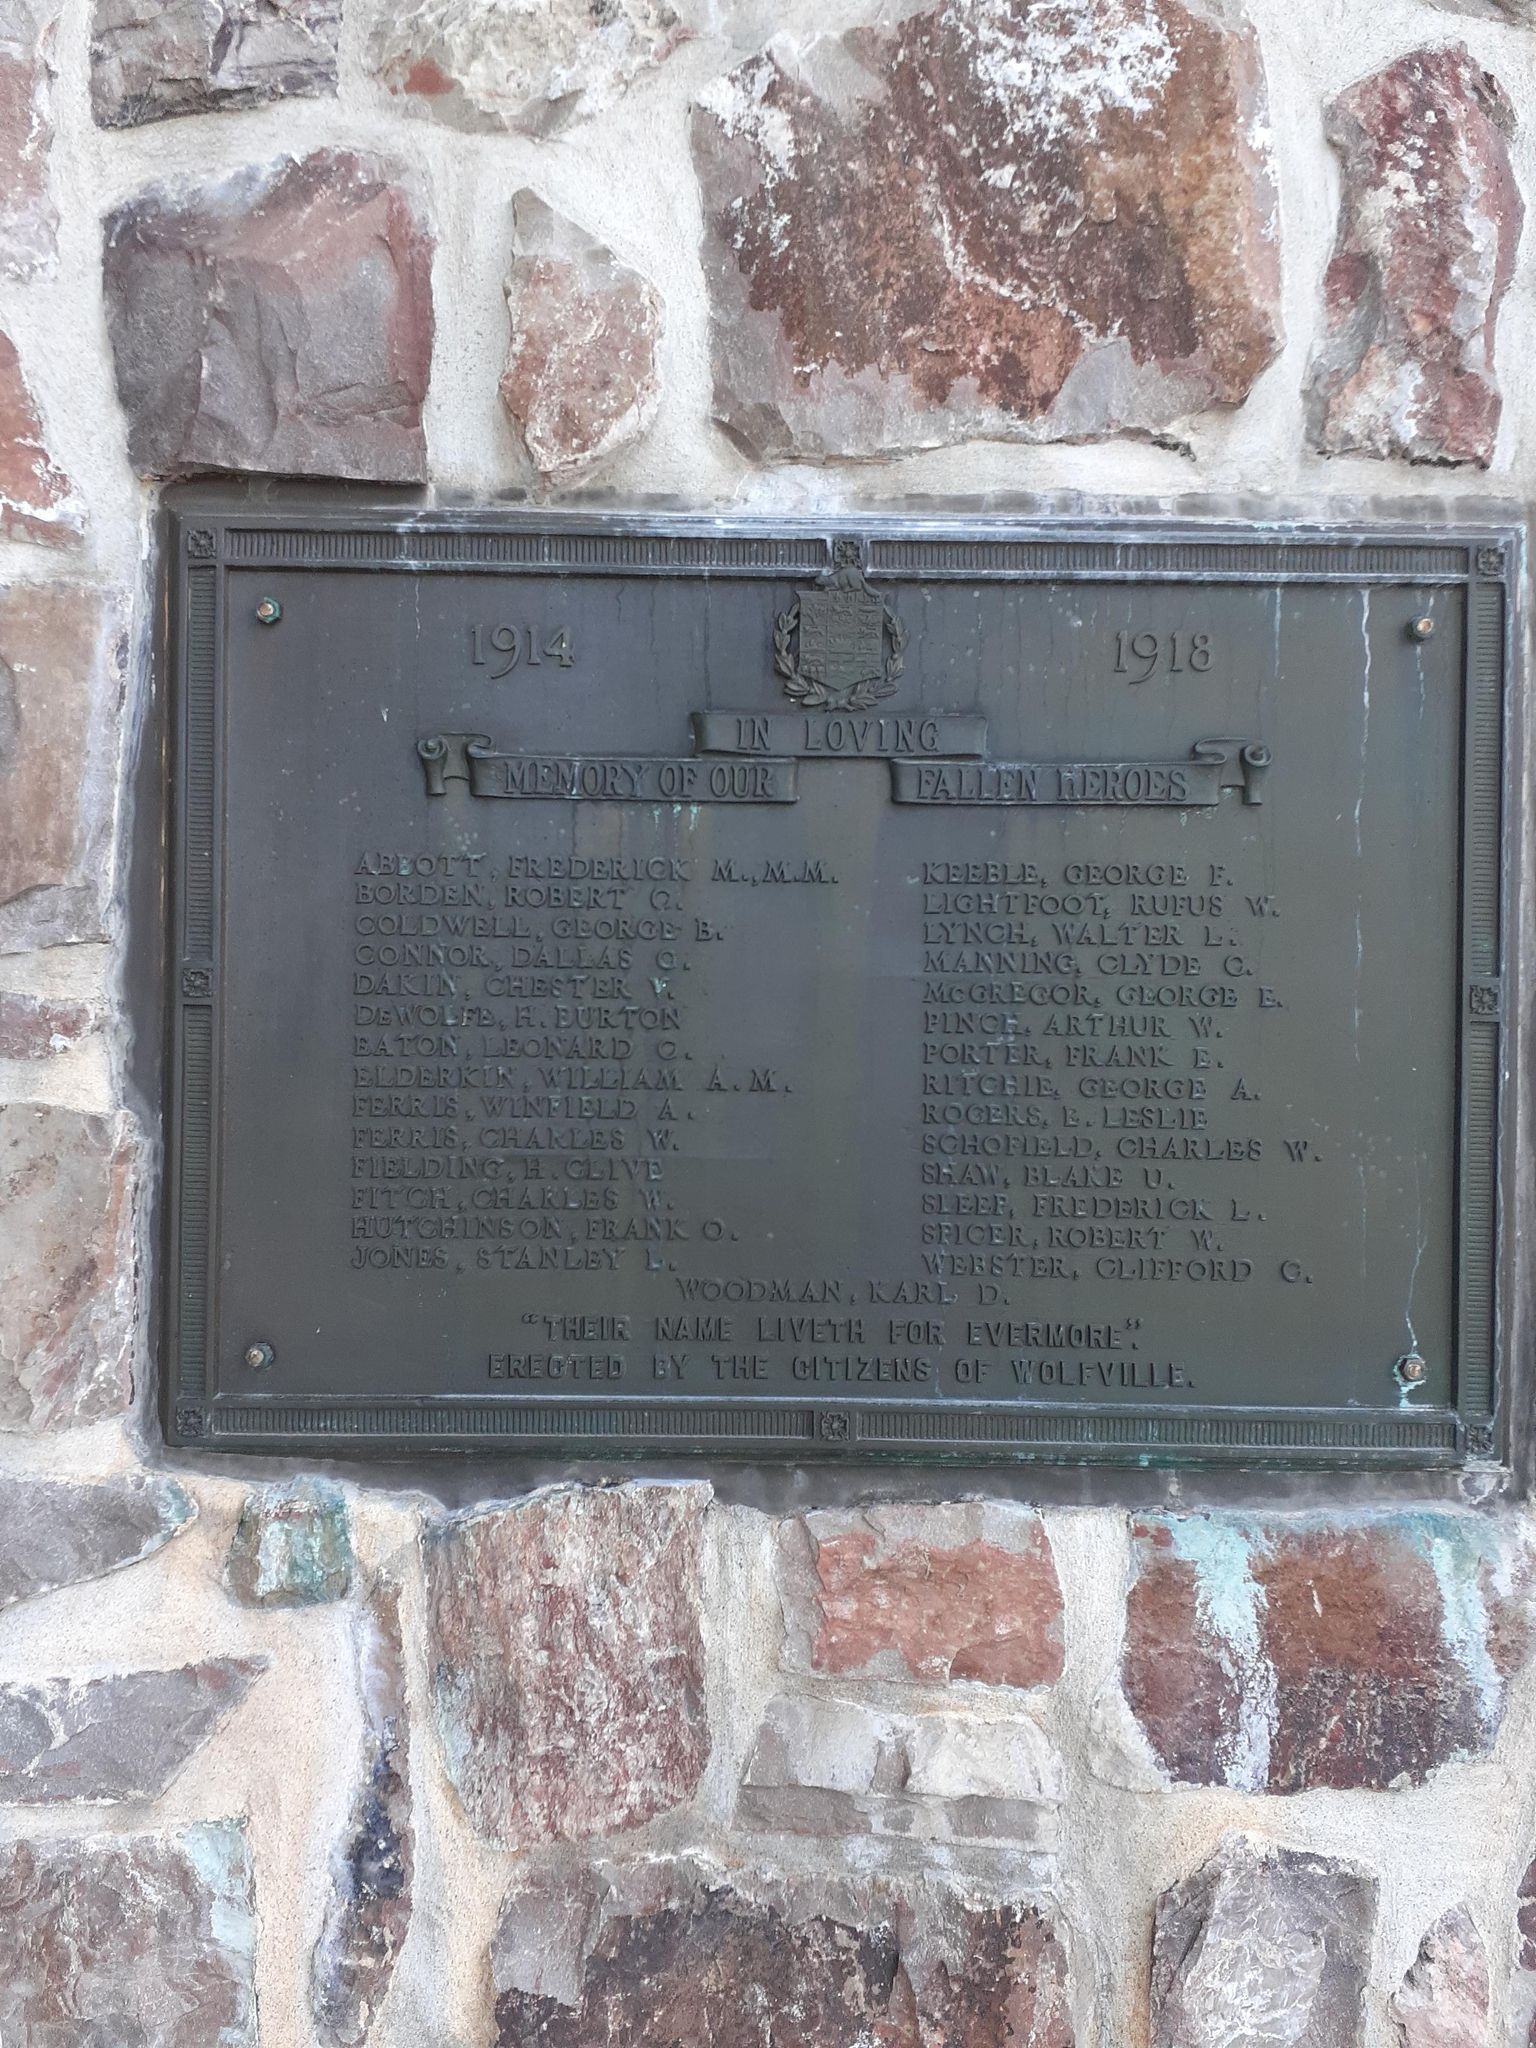 1914 1918
IN LOVING
MEMORY OF OUR FALLEN HEROES
ABBOTT, FREDERICK M., M.M.
BORDEN, ROBERT
COLDWELL, GEORGE B.
CONNOR, DALLAS G.
DAKIN, CHESTER V.
DEWOLFE, H. BURTON
EATON, LEONARD
ELDERKIN, WILLIAM A. M.
FERRIS, WINFIELD A.
FERRIS, CHARLES W.
FIELDING, H. CLIVE
FITCH, CHARLES W.
HUTCHINSON, FRANK O.
JONES, STANLEY L.
KEEBLE, GEORGE F.
LIGHTFOOT, RUFUS W.
LYNCH, WALTER L.
MANNING, CLYDE
McGREGOR, GEORGE E.
PINCH, ARTHUR W.
PORTER, FRANK E.
RITCHIE, GEORGE A.
ROGERS, E. LESLIE
SCHOFIELD, CHARLES W.
SHAW, BLAKE U.
SLEEP, FREDERICK L.
SPICER, ROBERT W.
WEBSTER, CLIFFORD
WOODMAN, KARL D.
"THEIR NAME LIVETH FOR EVERMORE".
ERECTED BY THE CITIZENS OF WOLFVILLE.